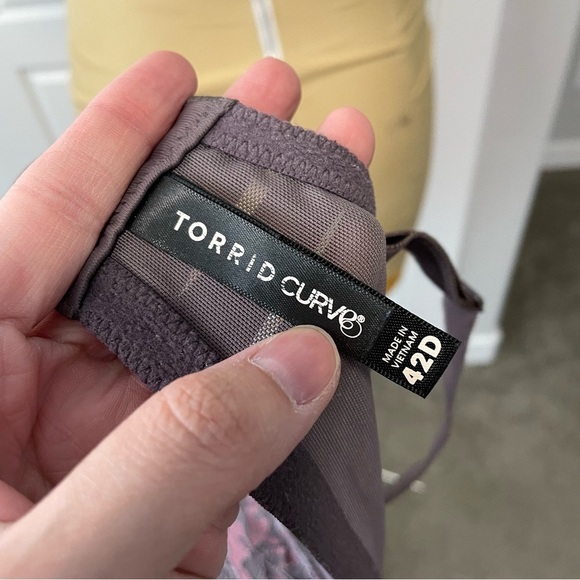 TORRID CURVE®
MADE IN
VIETNAM
42D